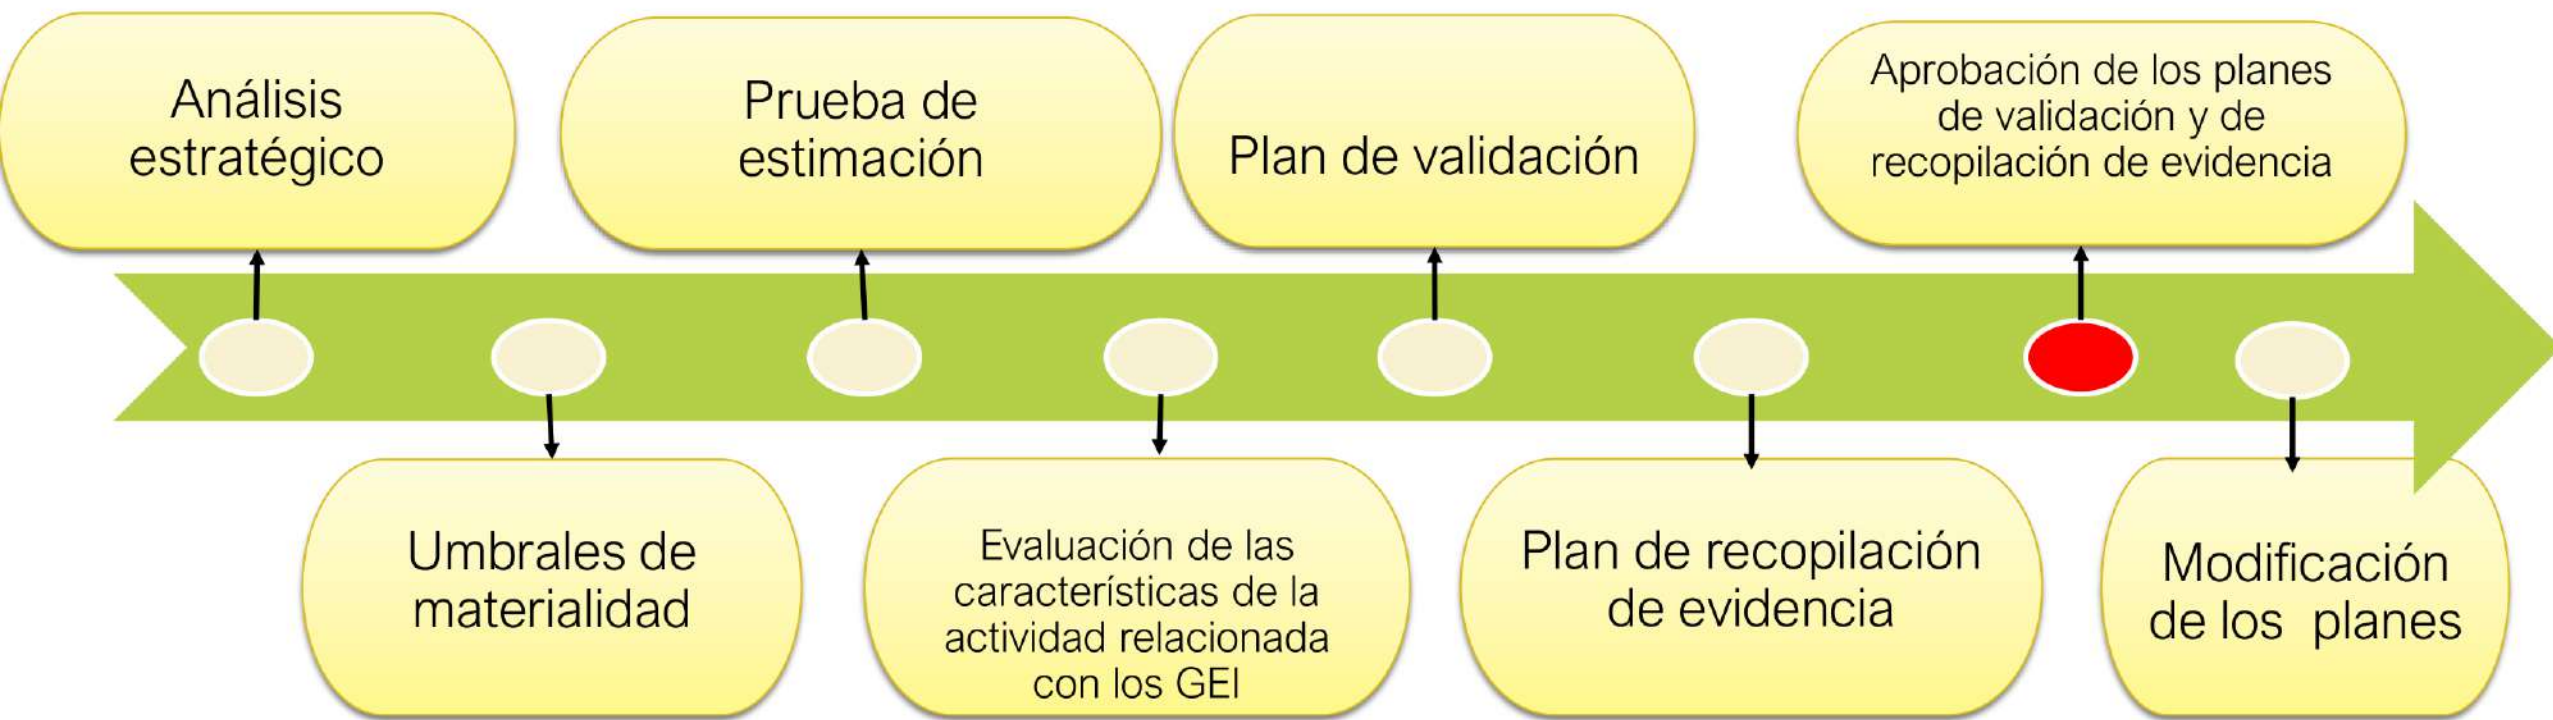 Análisis
estratégico
Prueba de
estimación
Plan de validación
Aprobación de los planes
de validación y de
recopilación de evidencia
Umbrales de
materialidad
Evaluación de las
características de la
actividad relacionada
con los GEI
Plan de recopilación
de evidencia
Modificación
de los planes